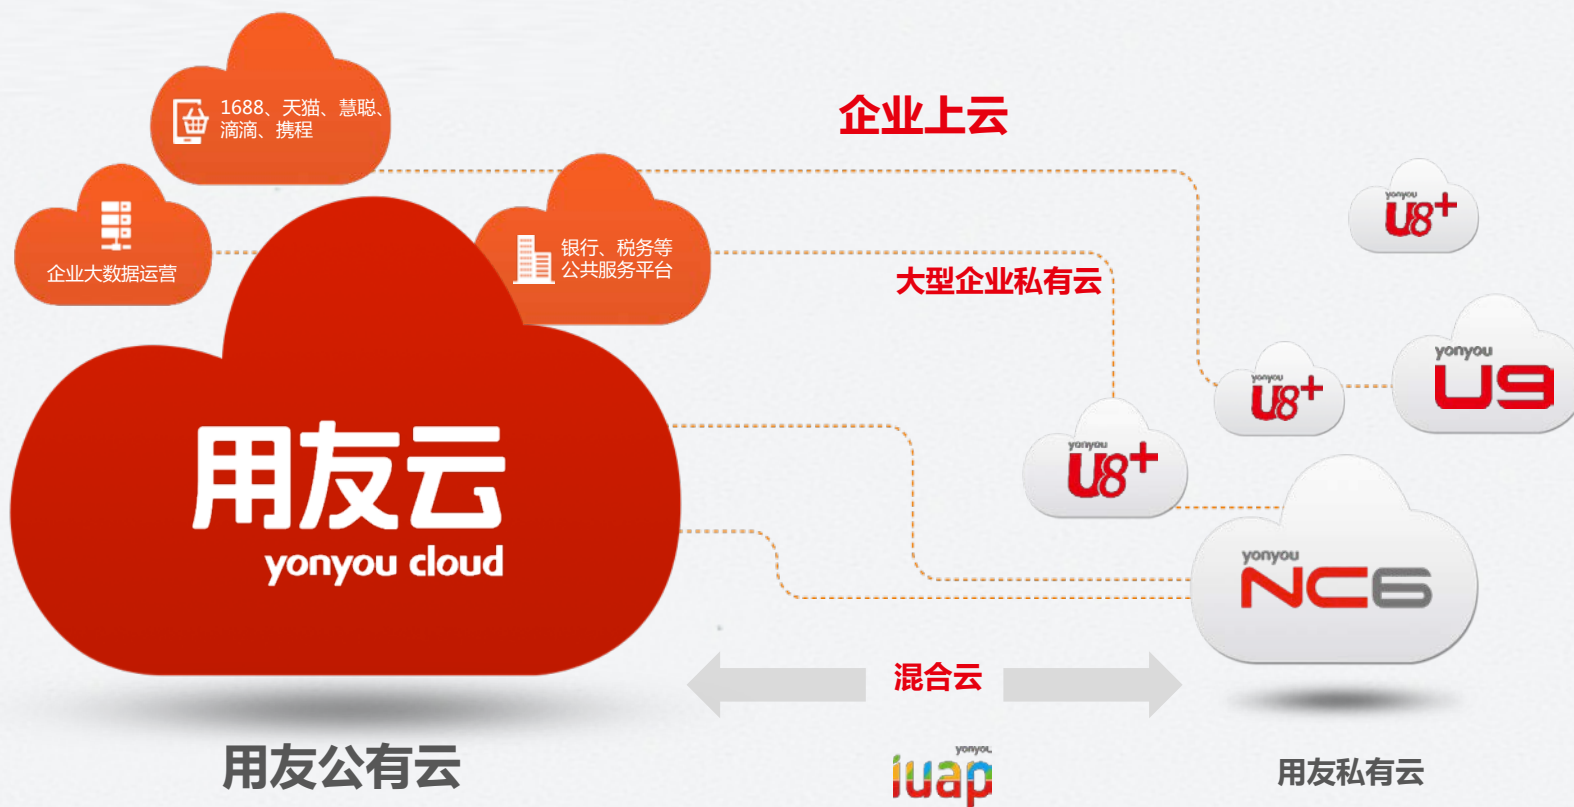 1688、天猫、慧聪、
滴滴、携程
企业上云
企业大数据运营
银行、税务等
公共服务平台
大型企业私有云
yonyou
U8+
yonyou
U9
yonyou
U8+
yonyou
U8+
用友云
yonyou cloud
yonyou
NC6
混合云
用友公有云
yonyou
iuap
用友私有云